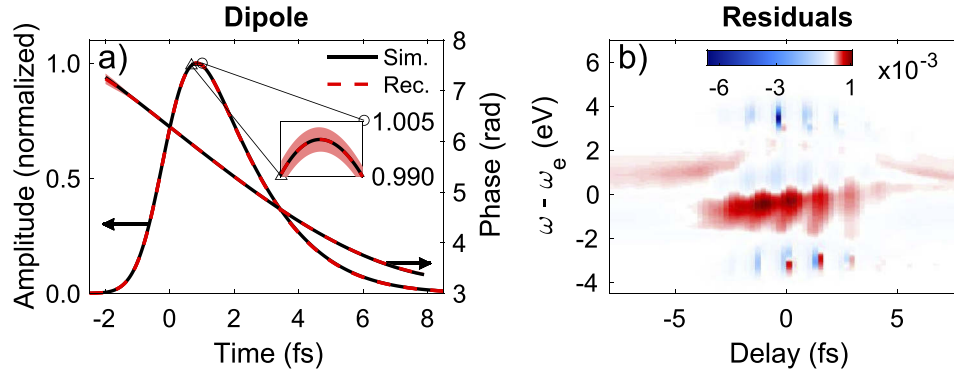 Dipole
a)
Sim.
Rec.
1.005
0.990
1.0
0.5
0.0
Amplitude (normalized)
8
7
6
5
4
3
Phase (rad)
-2 0 2 4 6 8
Time (fs)
Residuals
b)
-6 -3 1 x10⁻³
6
4
2
0
-2
-4
ω - ωₑ (eV)
-5 0 5
Delay (fs)